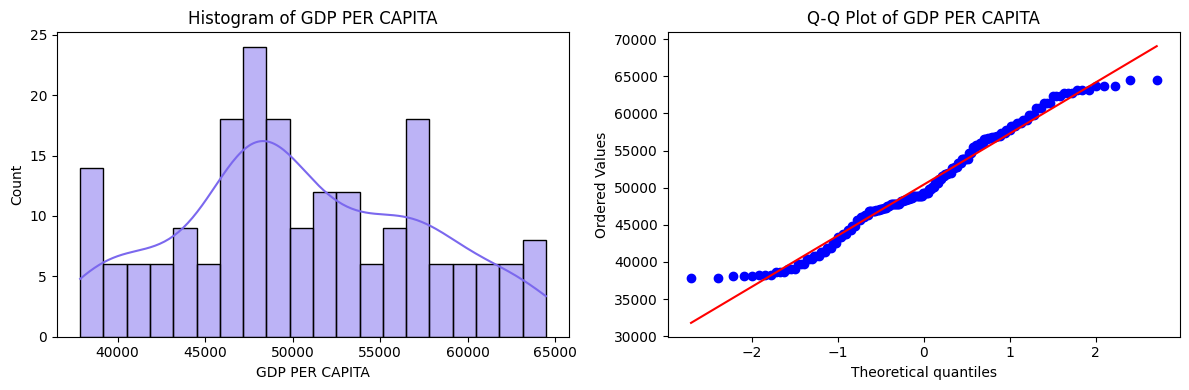 Histogram of GDP PER CAPITA
25
20
15
10
5
0
Count
40000 45000 50000 55000 60000 65000
GDP PER CAPITA
Q-Q Plot of GDP PER CAPITA
70000
65000
60000
55000
50000
45000
40000
35000
30000
Ordered Values
−2 −1 0 1 2
Theoretical quantiles